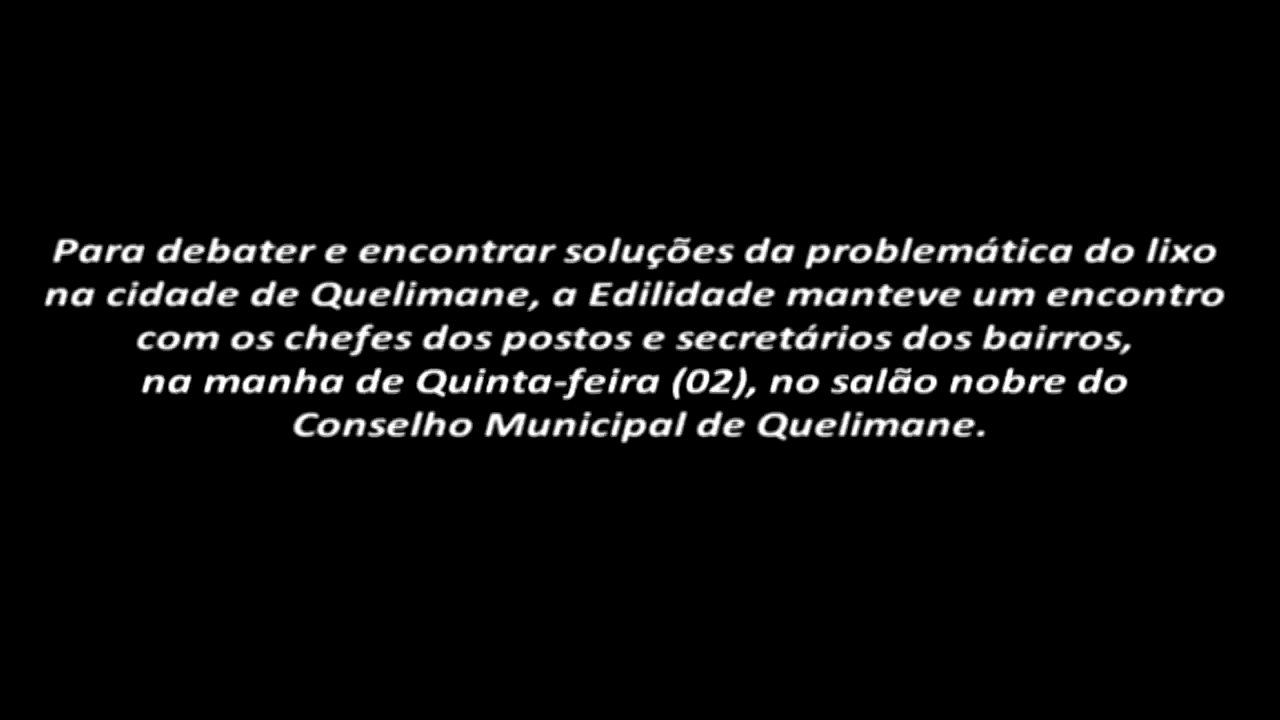 Para debater e encontrar soluções da problemática do lixo
na cidade de Quelimane, a Edilidade manteve um encontro
com os chefes dos postos e secretários dos bairros,
na manha de Quinta-feira (02), no salão nobre do
Conselho Municipal de Quelimane.